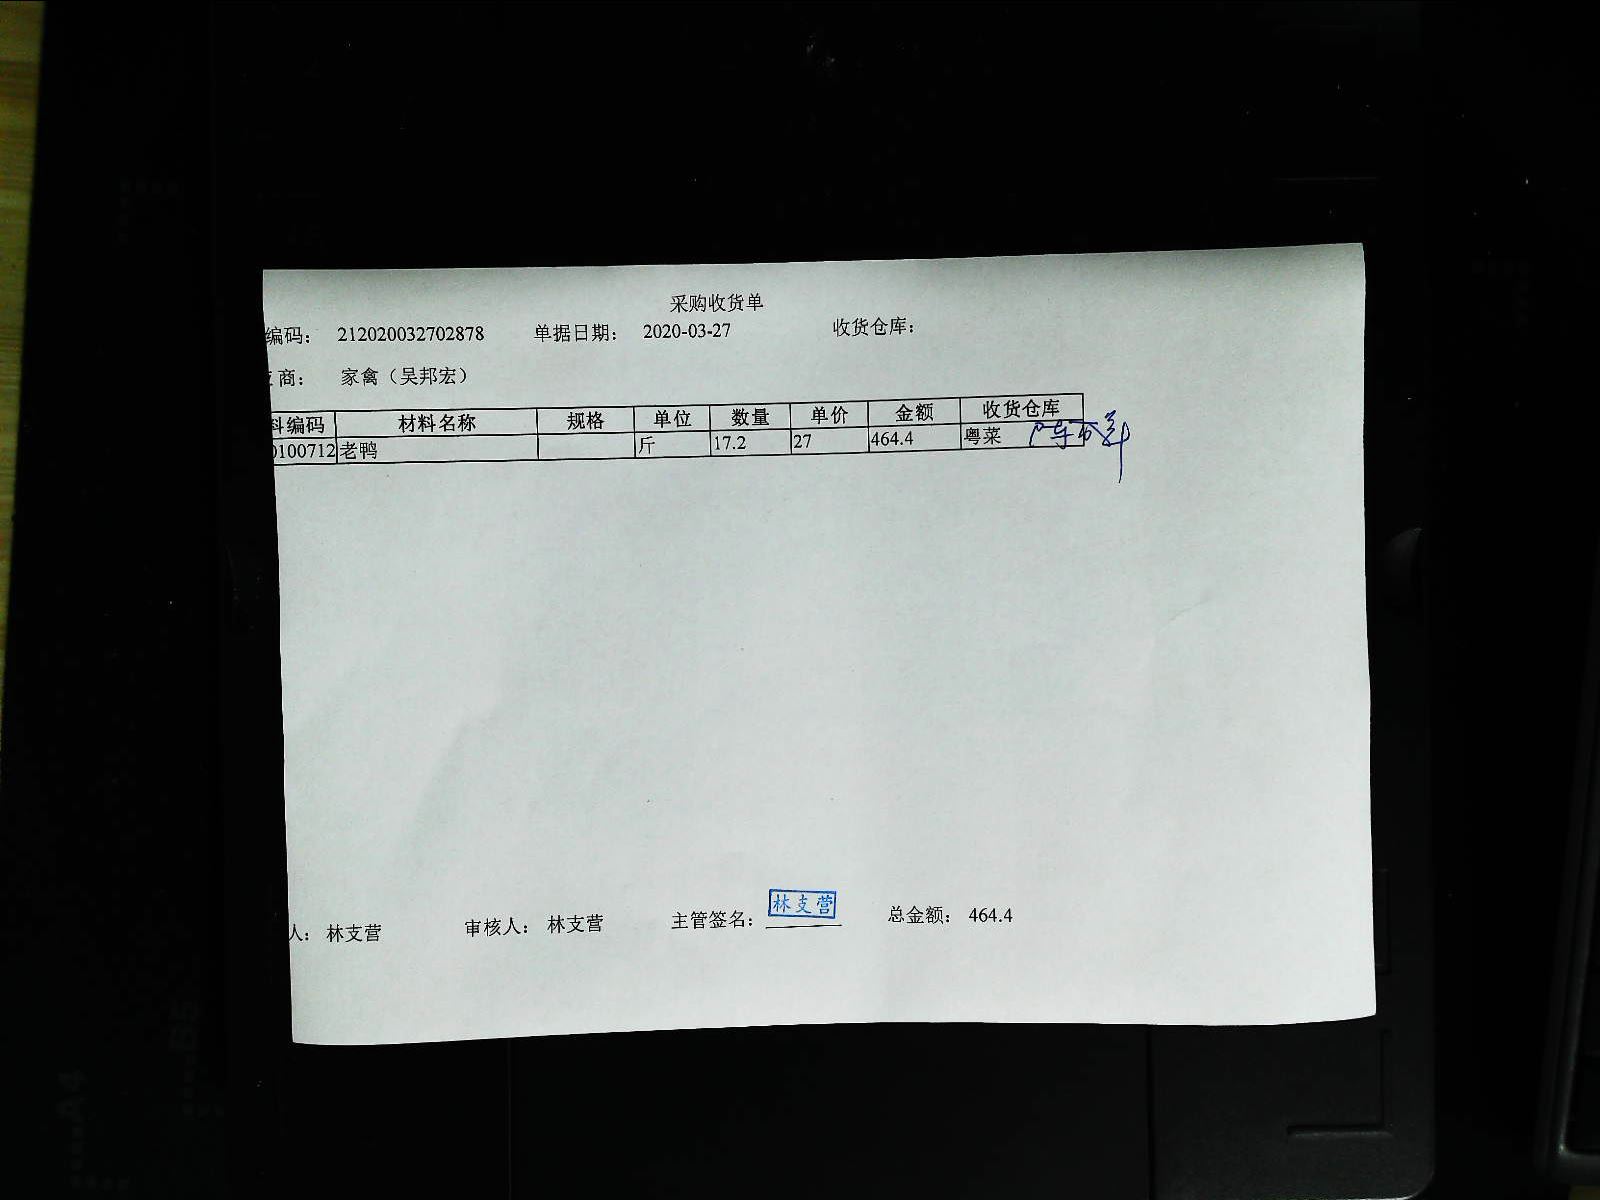 采购收货单
编码： 212020032702878 单据日期： 2020-03-27 收货仓库：
商： 家禽（吴邦宏）
料编码 材料名称 规格 单位 数量 单价 金额 收货仓库
0100712 老鸭 斤 17.2 27 464.4 粤菜
人： 林支营 审核人： 林支营 主管签名： 林支营 总金额： 464.4